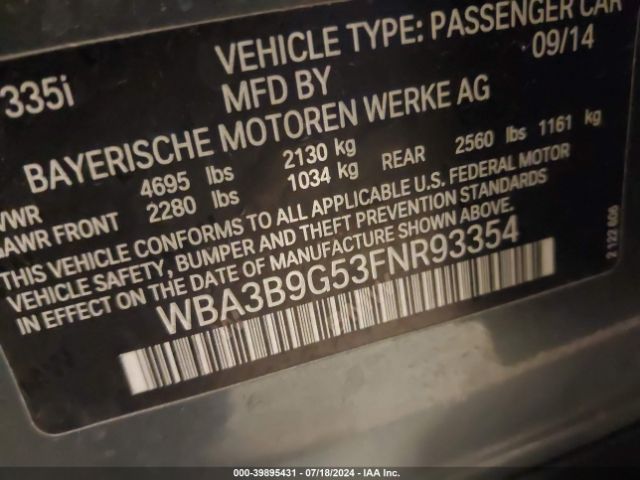 335i
VEHICLE TYPE: PASSENGER CAR
MFD BY 09/14
BAYERISCHE MOTOREN WERKE AG
VWR 4695 lbs 2130 kg
AWR FRONT 2280 lbs 1034 kg REAR 2560 lbs 1161 kg
THIS VEHICLE CONFORMS TO ALL APPLICABLE U.S. FEDERAL MOTOR
VEHICLE SAFETY, BUMPER AND THEFT PREVENTION STANDARDS
IN EFFECT ON THE DATE OF MANUFACTURE SHOWN ABOVE.
WBA3B9G53FNR93354
000-39895431 - 07/18/2024 - IAA Inc.